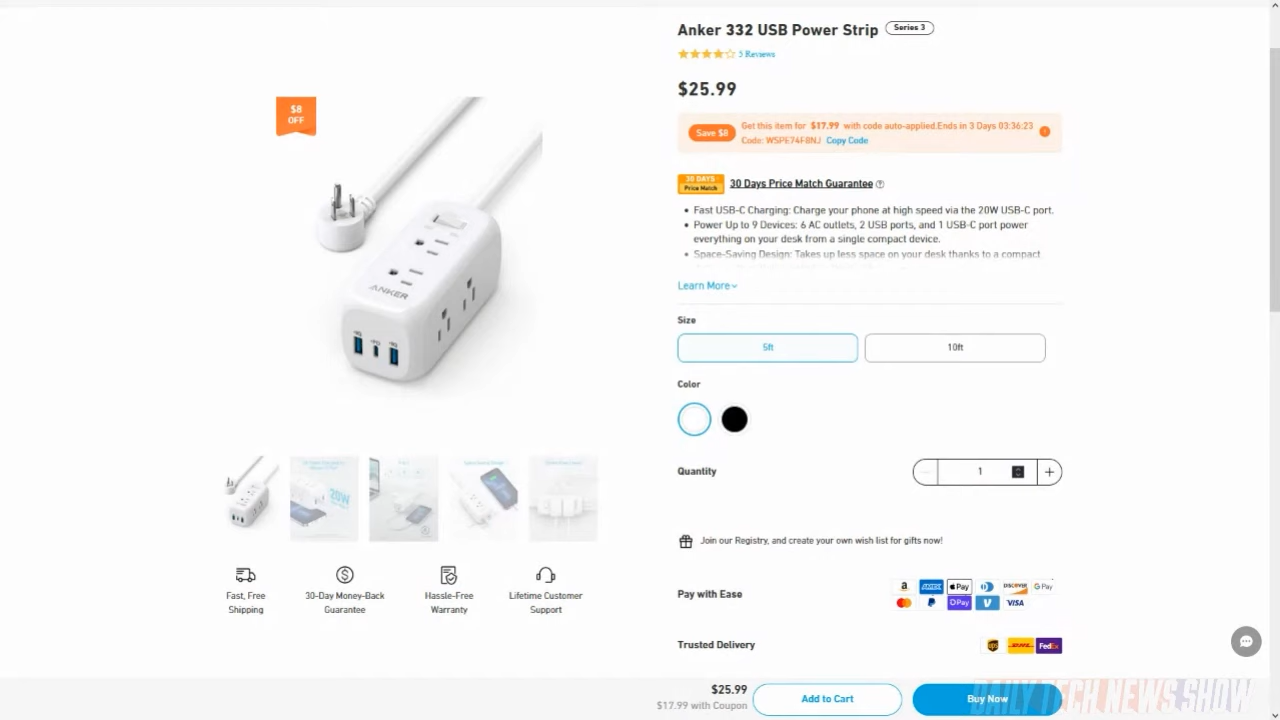 Anker 332 USB Power Strip
Series 3
3 Reviews
$25.99
$8
OFF
Save $8
Get this item for $17.99 with code auto-applied.Ends in 3 Days 03:36:23
Code: WSPE74F8NJ Copy Code
30 DAYS
Price Match
30 Days Price Match Guarantee
• Fast USB-C Charging: Charge your phone at high speed via the 20W USB-C port.
• Power Up to 9 Devices: 6 AC outlets, 2 USB ports, and 1 USB-C port power
everything on your desk from a single compact device.
• Space-Saving Design: Takes up less space on your desk thanks to a compact
Learn More
ANKER
Size
5ft
10ft
Color
Quantity
1
20W
Join our Registry, and create your own wish list for gifts now!
Fast, Free
Shipping
30-Day Money-Back
Guarantee
Hassle-Free
Warranty
Lifetime Customer
Support
Pay with Ease
a AMEX Pay DISCOVER G Pay
P Pay V VISA
Trusted Delivery
ups DHL FedEx
$25.99
$17.99 with Coupon
Add to Cart
Buy Now
DAILY TECH NEWS SHOW